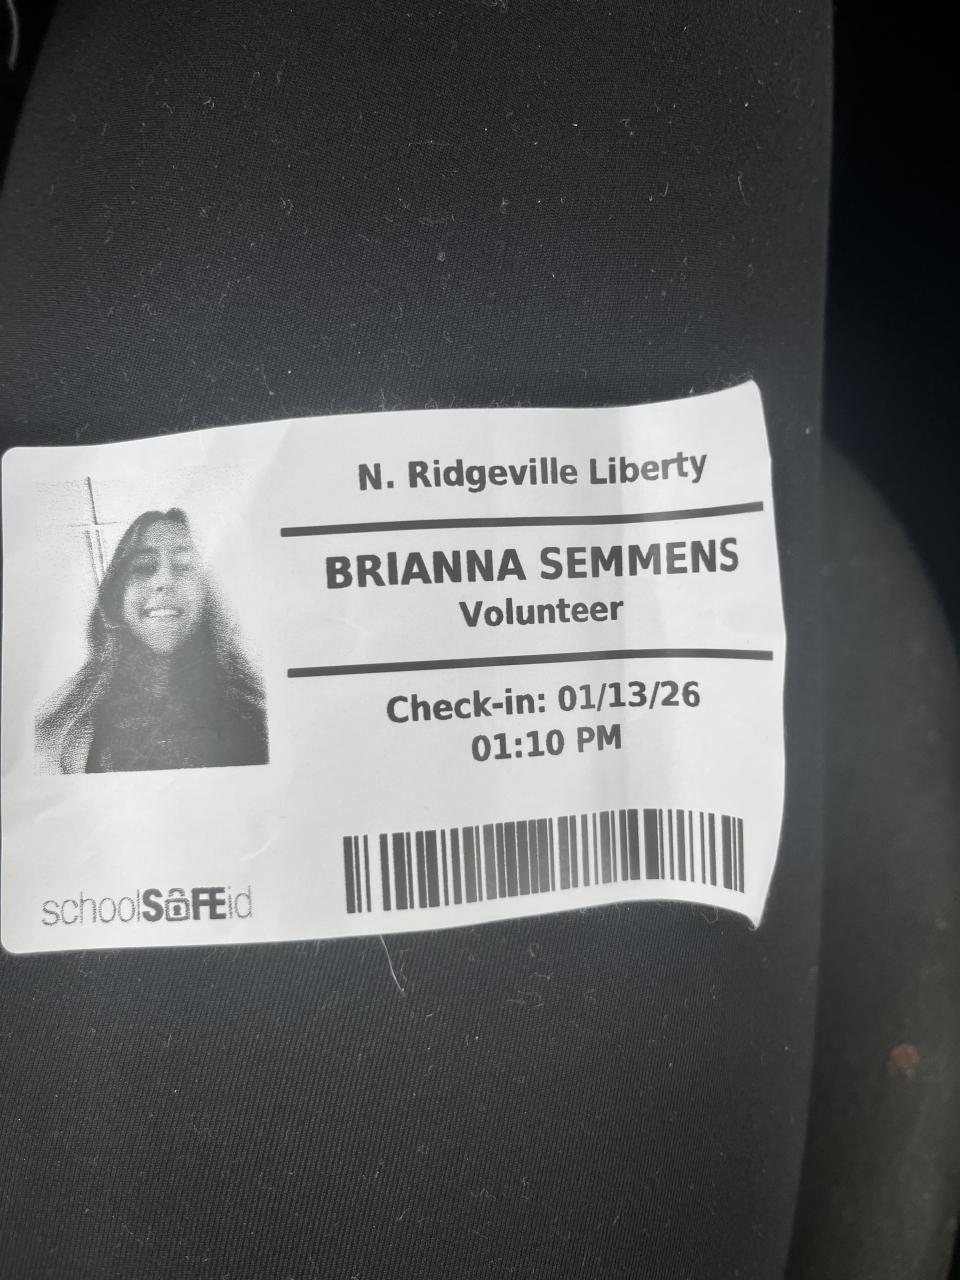 N. Ridgeville Liberty
BRIANNA SEMMENS
Volunteer
Check-in: 01/13/26
01:10 PM
schoolSAFEid